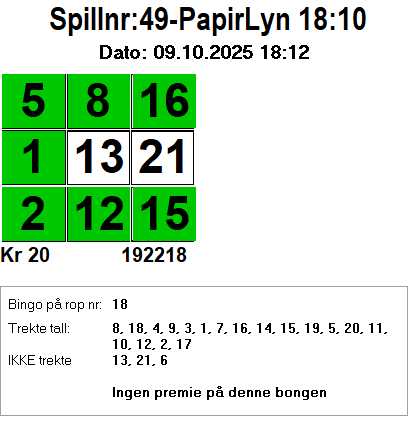 Spillnr:49-PapirLyn 18:10
Dato: 09.10.2025 18:12
5 8 16
1 13 21
2 12 15
Kr 20 192218
Bingo på rop nr: 18
Trekte tall: 8, 18, 4, 9, 3, 1, 7, 16, 14, 15, 19, 5, 20, 11,
10, 12, 2, 17
IKKE trekte 13, 21, 6
Ingen premie på denne bongen